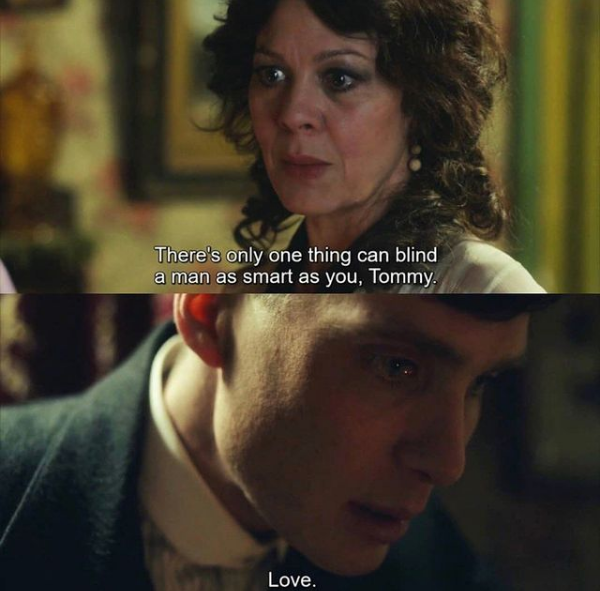 There's only one thing can blind
a man as smart as you, Tommy.
Love.